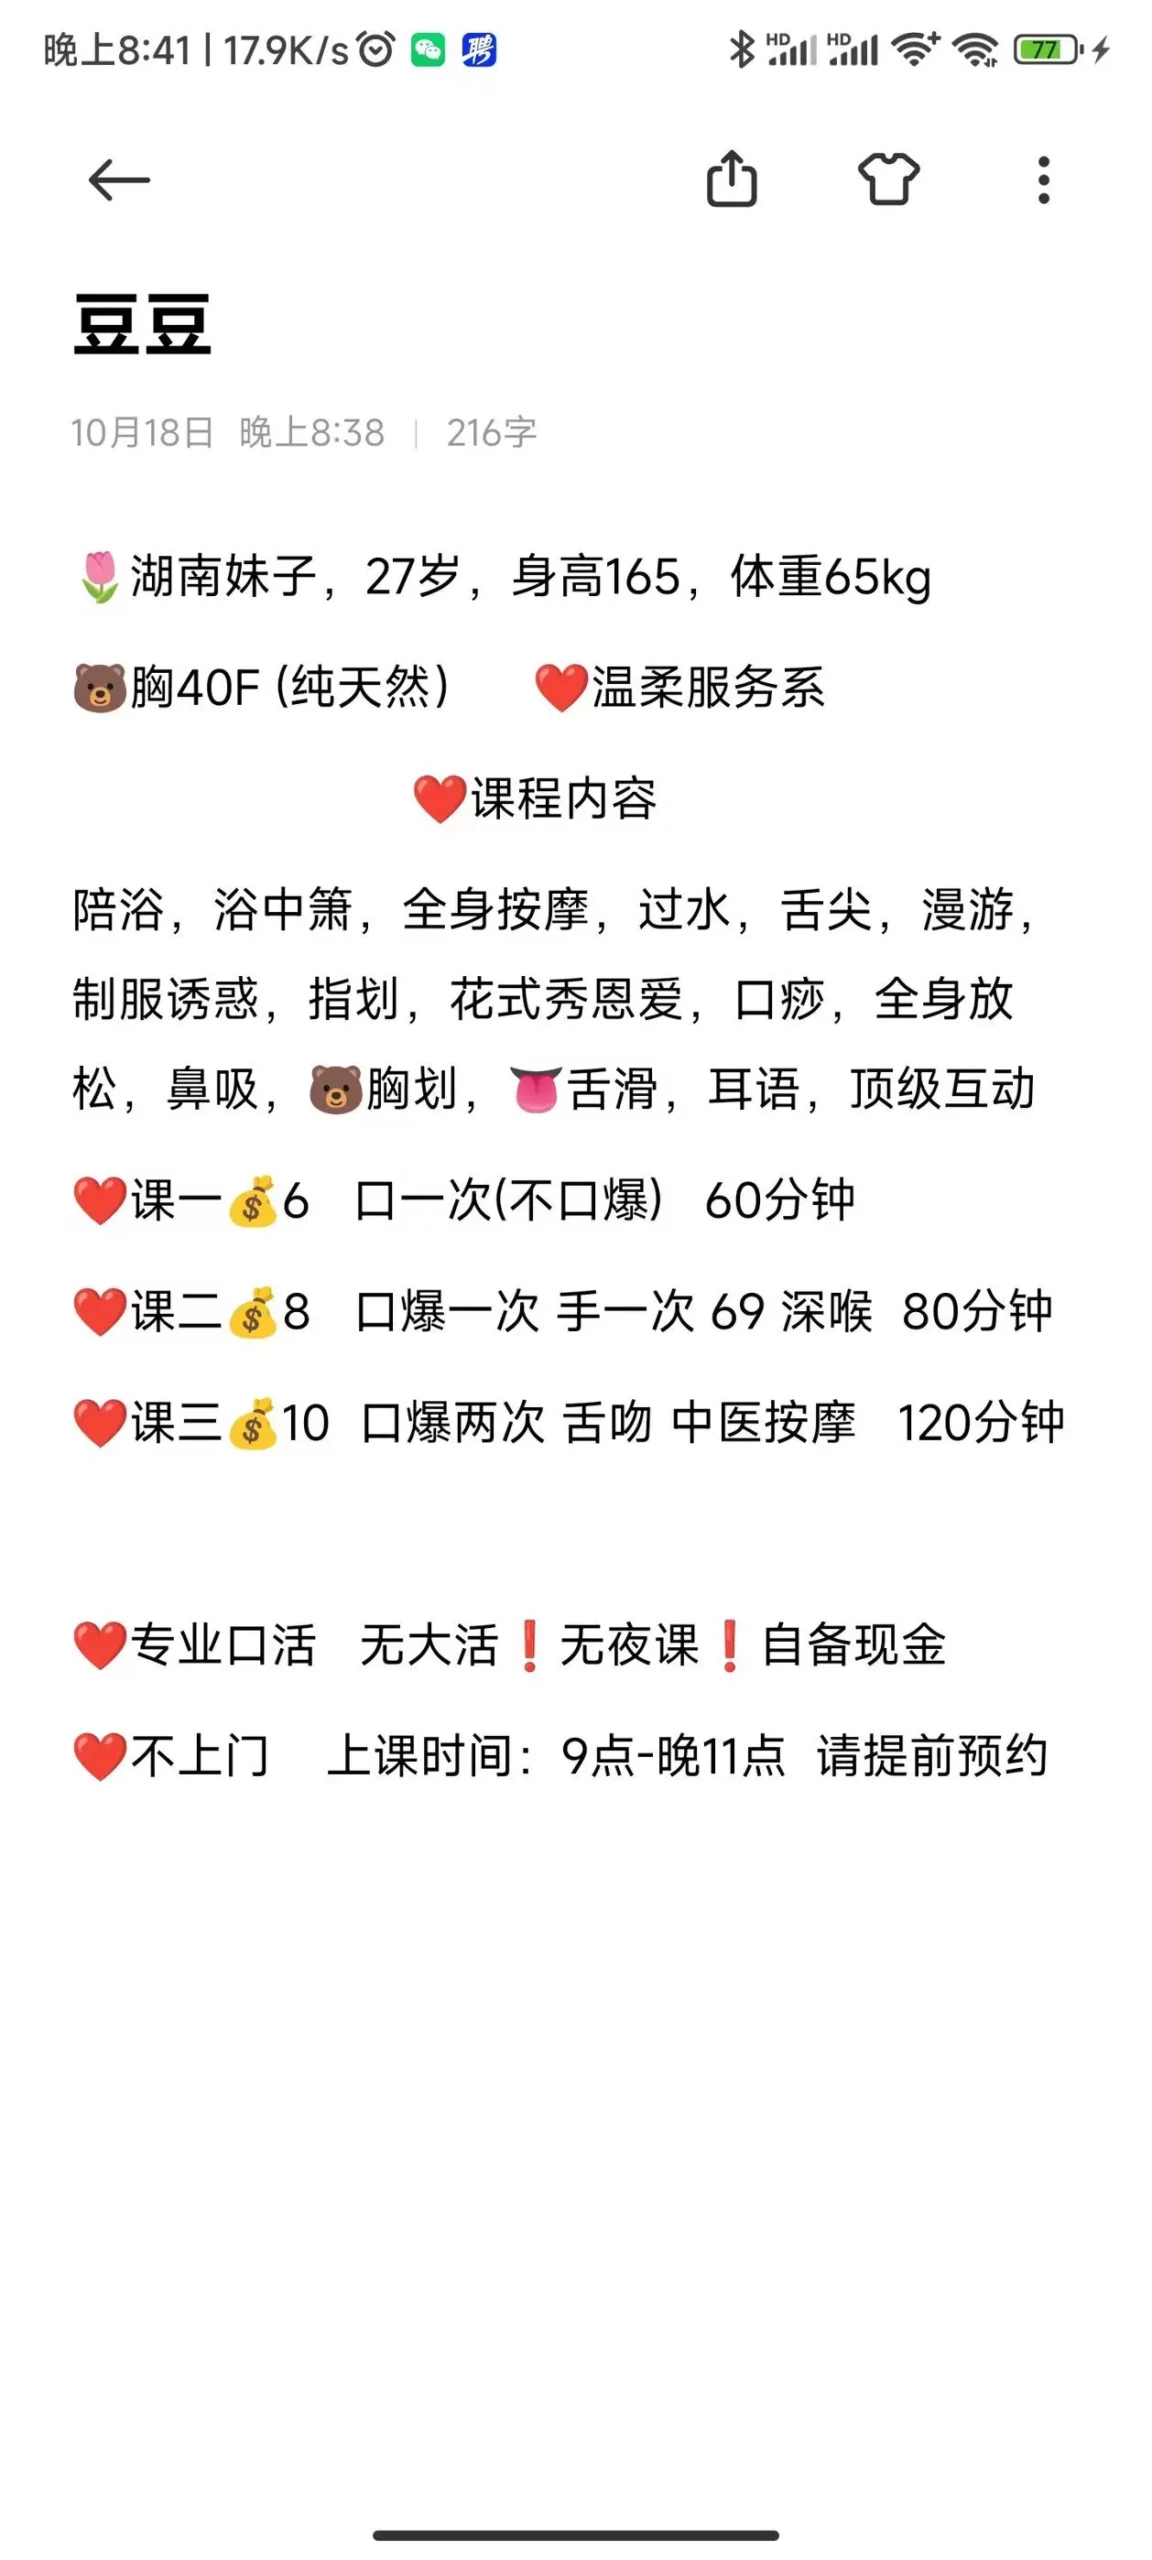 晚上8:41 | 17.9K/s 聘 HD HD 77
豆豆
10月18日 晚上8:38 | 216字
🌷湖南妹子，27岁，身高165，体重65kg
🐻胸40F (纯天然） ❤️温柔服务系
❤️课程内容
陪浴，浴中箫，全身按摩，过水，舌尖，漫游，
制服诱惑，指划，花式秀恩爱，口痧，全身放
松，鼻吸，🐻胸划，👅舌滑，耳语，顶级互动
❤️课一💰6 口一次(不口爆） 60分钟
❤️课二💰8 口爆一次 手一次 69 深喉 80分钟
❤️课三💰10 口爆两次 舌吻 中医按摩 120分钟
❤️专业口活 无大活❗无夜课❗自备现金
❤️不上门 上课时间：9点-晚11点 请提前预约